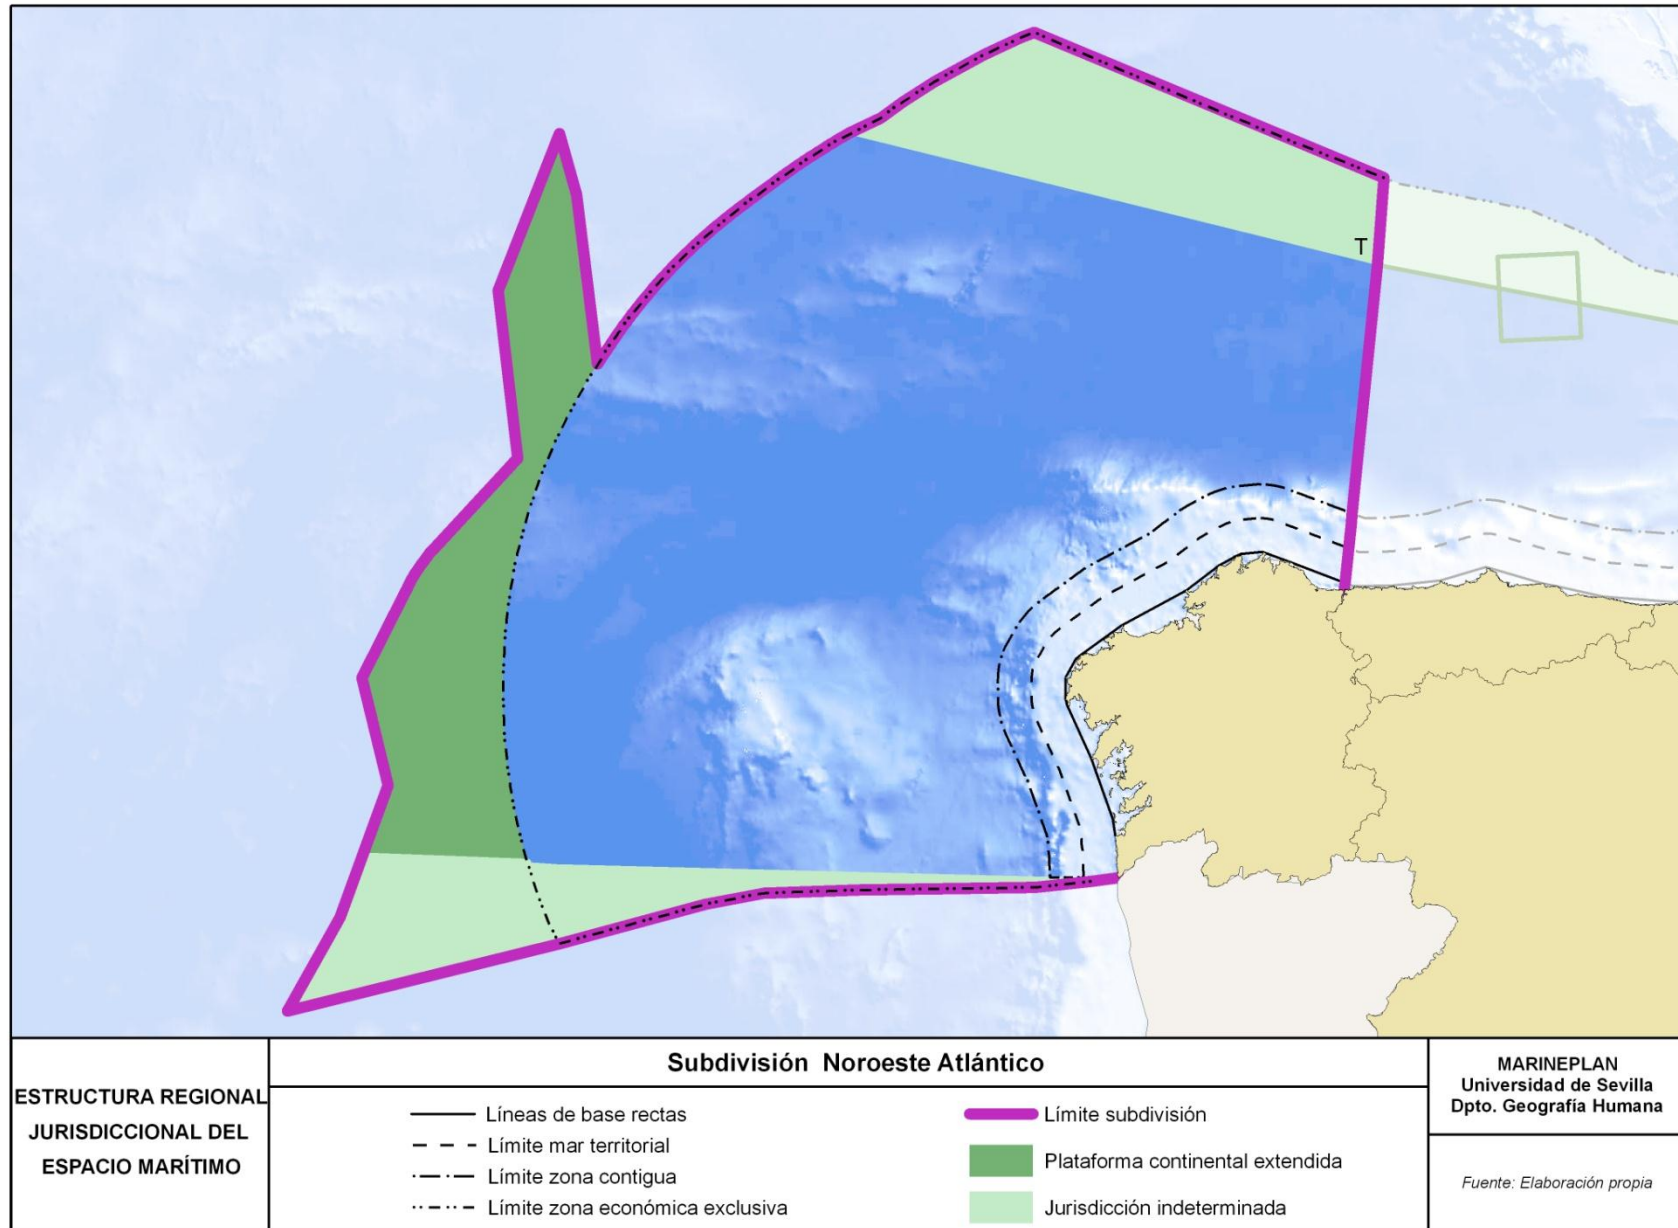 T
ESTRUCTURA REGIONAL
JURISDICCIONAL DEL
ESPACIO MARÍTIMO
Subdivisión Noroeste Atlántico
Líneas de base rectas
Límite mar territorial
Límite zona contigua
Límite zona económica exclusiva
Límite subdivisión
Plataforma continental extendida
Jurisdicción indeterminada
MARINEPLAN
Universidad de Sevilla
Dpto. Geografía Humana
Fuente: Elaboración propia